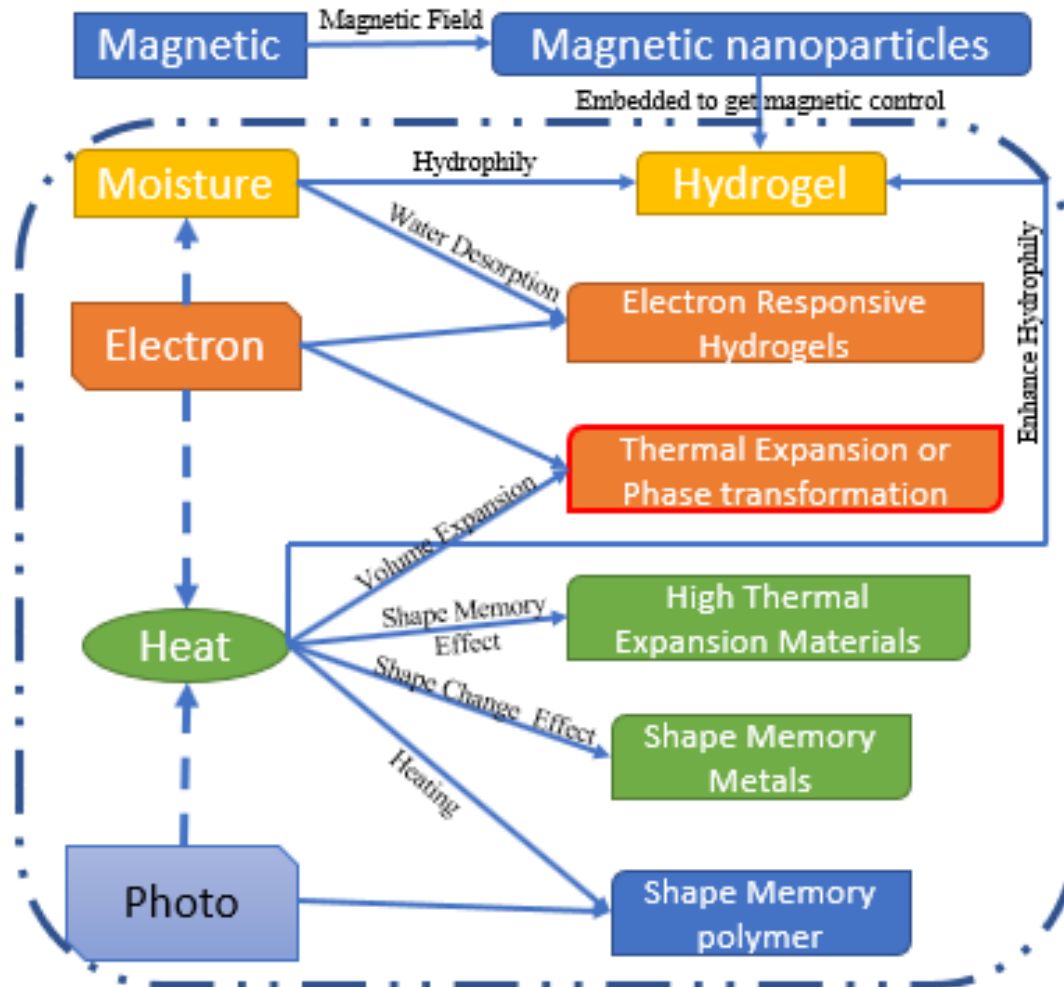 Magnetic
Magnetic Field
Magnetic nanoparticles
Embedded to get magnetic control
Moisture
Hydrophily
Hydrogel
Water Desorption
Electron
Electron Responsive
Hydrogels
Enhance Hydrophily
Thermal Expansion or
Phase transformation
Volume Expansion
Heat
Shape Memory
Effect
High Thermal
Expansion Materials
Shape Change Effect
Shape Memory
Metals
Heating
Photo
Shape Memory
polymer